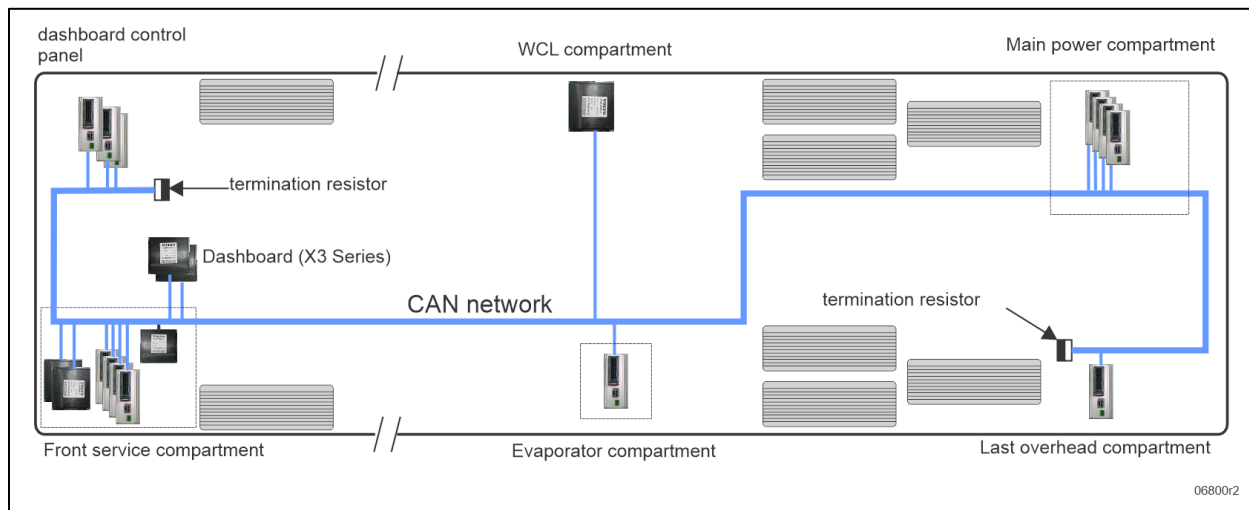 dashboard control
panel
WCL compartment
Main power compartment
termination resistor
Dashboard (X3 Series)
CAN network
termination resistor
Front service compartment
Evaporator compartment
Last overhead compartment
06800r2